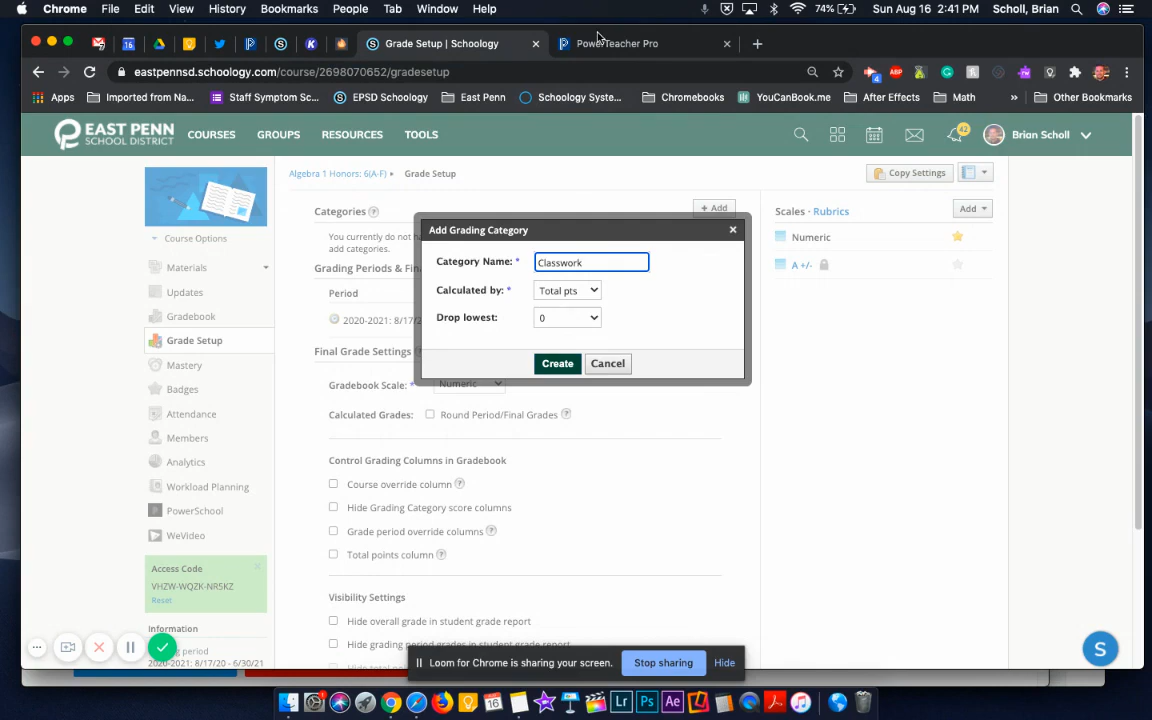 Chrome File Edit View History Bookmarks People Tab Window Help 74% Sun Aug 16 2:41 PM Scholl, Brian
Grade Setup | Schoology PowerTeacher Pro
eastpennsd.schoology.com/course/2698070652/gradesetup
Apps Imported from Na... Staff Symptom Sc... EPSD Schoology East Penn Schoology Syste... Chromebooks YouCanBook.me After Effects Math » Other Bookmarks
EAST PENN
SCHOOL DISTRICT
COURSES GROUPS RESOURCES TOOLS 42 Brian Scholl
Algebra 1 Honors: 6(A-F) ▸ Grade Setup Copy Settings
Categories ? + Add Scales · Rubrics Add
You currently do not ha
add categories.
Add Grading Category
Category Name: * Classwork
Calculated by: * Total pts
Drop lowest: 0
Create Cancel
Numeric
A +/-
Grading Periods & Fina
Period
2020-2021: 8/17/2
Final Grade Settings
Gradebook Scale: * Numeric
Calculated Grades: Round Period/Final Grades ?
Control Grading Columns in Gradebook
Course override column ?
Hide Grading Category score columns
Grade period override columns ?
Total points column ?
Visibility Settings
Hide overall grade in student grade report
Hide grading period grades in student grade report
Course Options
Materials
Updates
Gradebook
Grade Setup
Mastery
Badges
Attendance
Members
Analytics
Workload Planning
PowerSchool
WeVideo
Access Code
VHZW-WQZK-NR5KZ
Reset
Information
2020-2021: 8/17/20 - 6/30/21
Loom for Chrome is sharing your screen. Stop sharing Hide
S
16 Lr Ps Ae